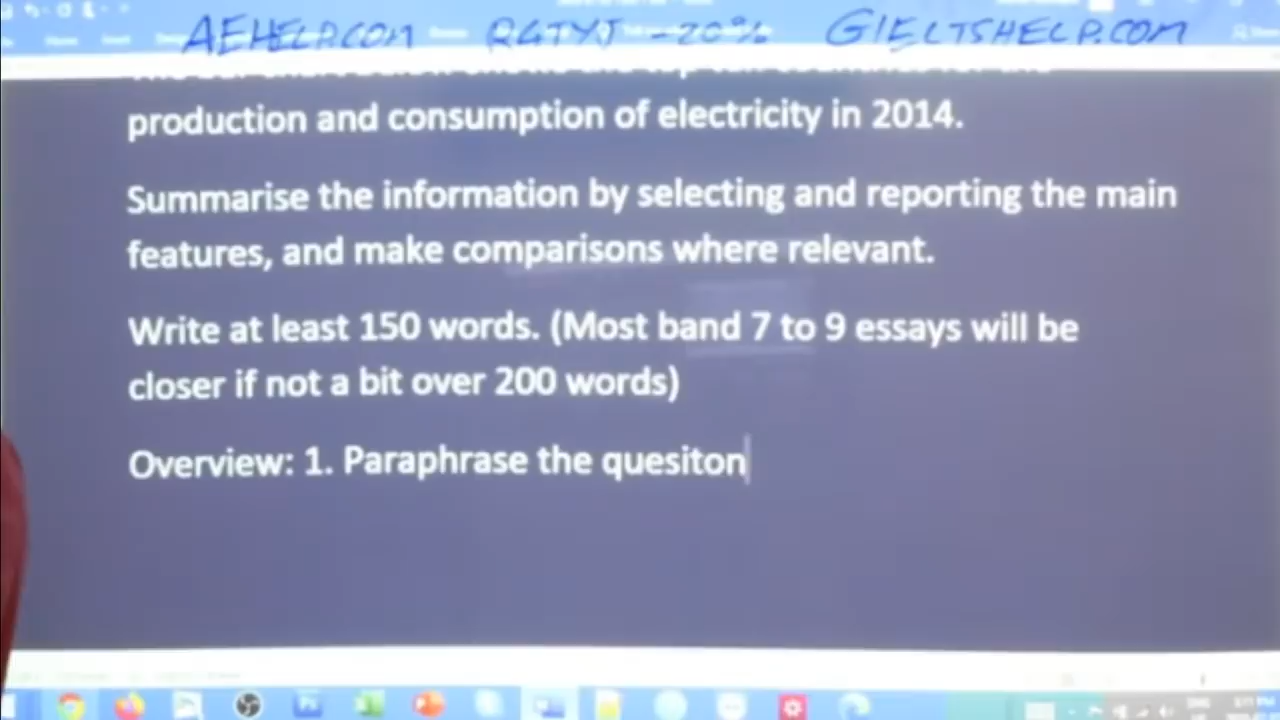 AEHELP.COM R4TYJ -20% GIELTSHELP.COM
production and consumption of electricity in 2014.
Summarise the information by selecting and reporting the main
features, and make comparisons where relevant.
Write at least 150 words. (Most band 7 to 9 essays will be
closer if not a bit over 200 words)
Overview: 1. Paraphrase the quesiton